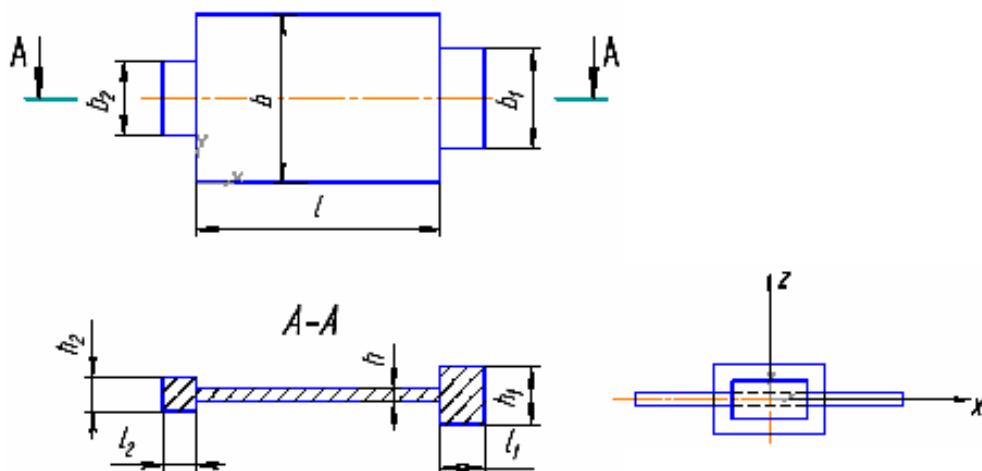 A A
b₂ b b₁
Y
x
l
A-A
h₂ h h₁
l₂ l₁
z
x